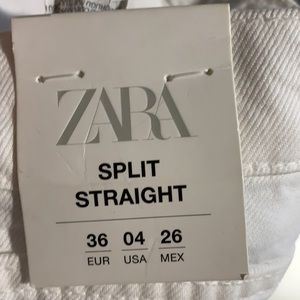 ZARA
SPLIT
STRAIGHT
36 04 26
EUR USA MEX